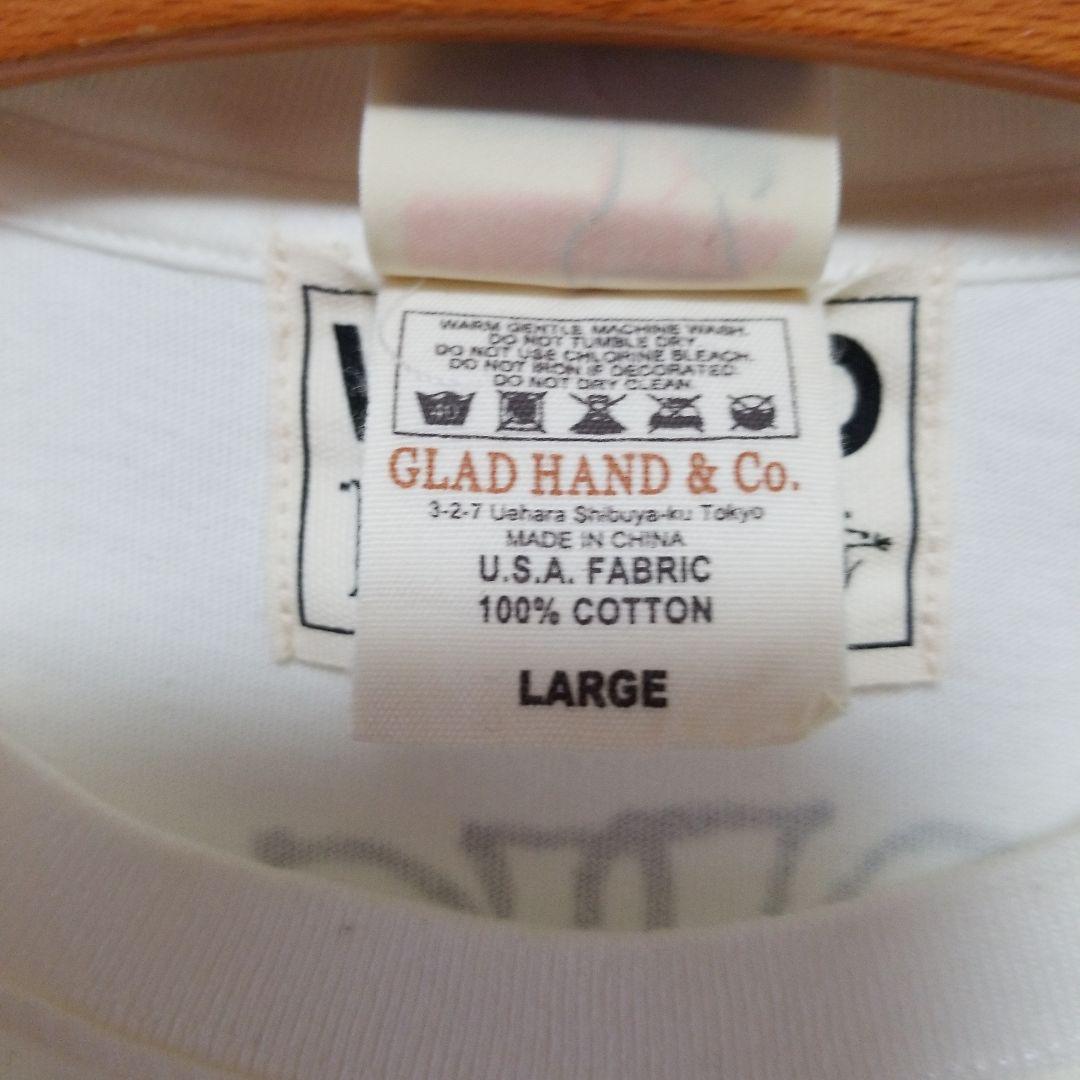 WARM GENTLE MACHINE WASH.
DO NOT TUMBLE DRY
DO NOT USE CHLORINE BLEACH.
DO NOT IRON IF DECORATED.
DO NOT DRY CLEAN.
40
GLAD HAND & Co.
3-2-7 Uehara Shibuya-ku Tokyo
MADE IN CHINA
U.S.A. FABRIC
100% COTTON
LARGE